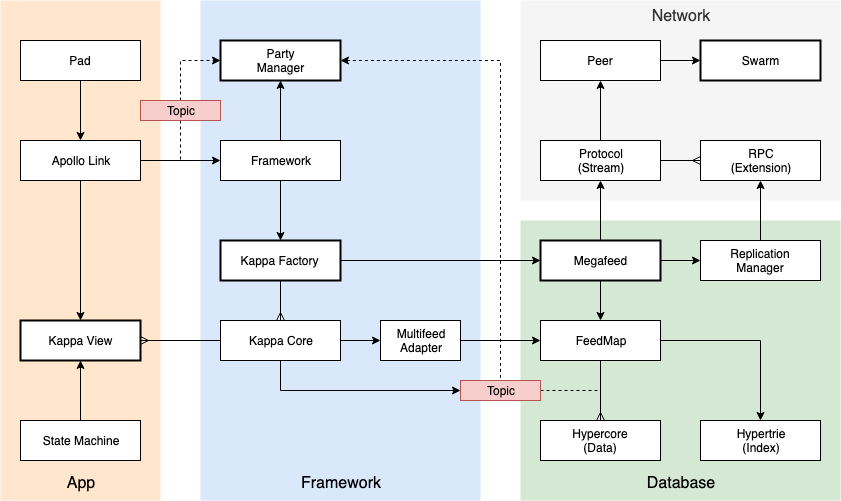 Network
Pad
Party
Manager
Peer
Swarm
Topic
Apollo Link
Framework
Protocol
(Stream)
RPC
(Extension)
Kappa Factory
Megafeed
Replication
Manager
Kappa View
Kappa Core
Multifeed
Adapter
FeedMap
Topic
State Machine
Hypercore
(Data)
Hypertrie
(Index)
App
Framework
Database